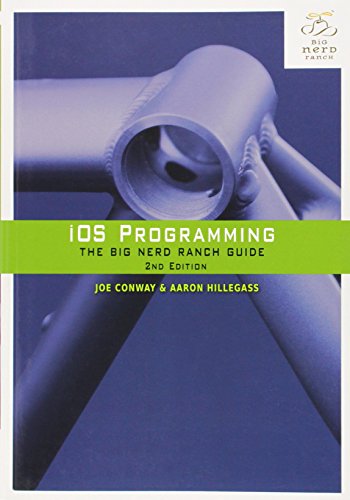 BiG
nerd
ranch
iOS Programming
The Big Nerd Ranch Guide
2nd Edition
Joe Conway & Aaron Hillegass